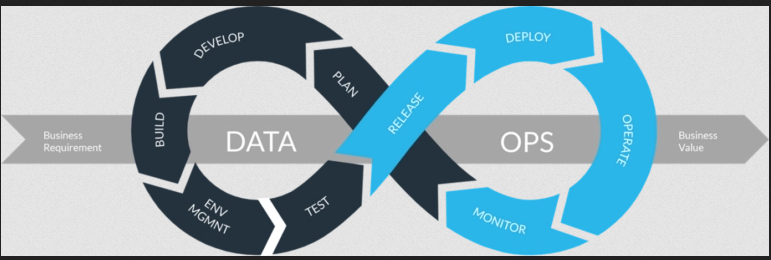 Business
Requirement
DATA
PLAN
DEVELOP
BUILD
ENV
MGMNT
TEST
RELEASE
DEPLOY
OPERATE
MONITOR
OPS
Business
Value